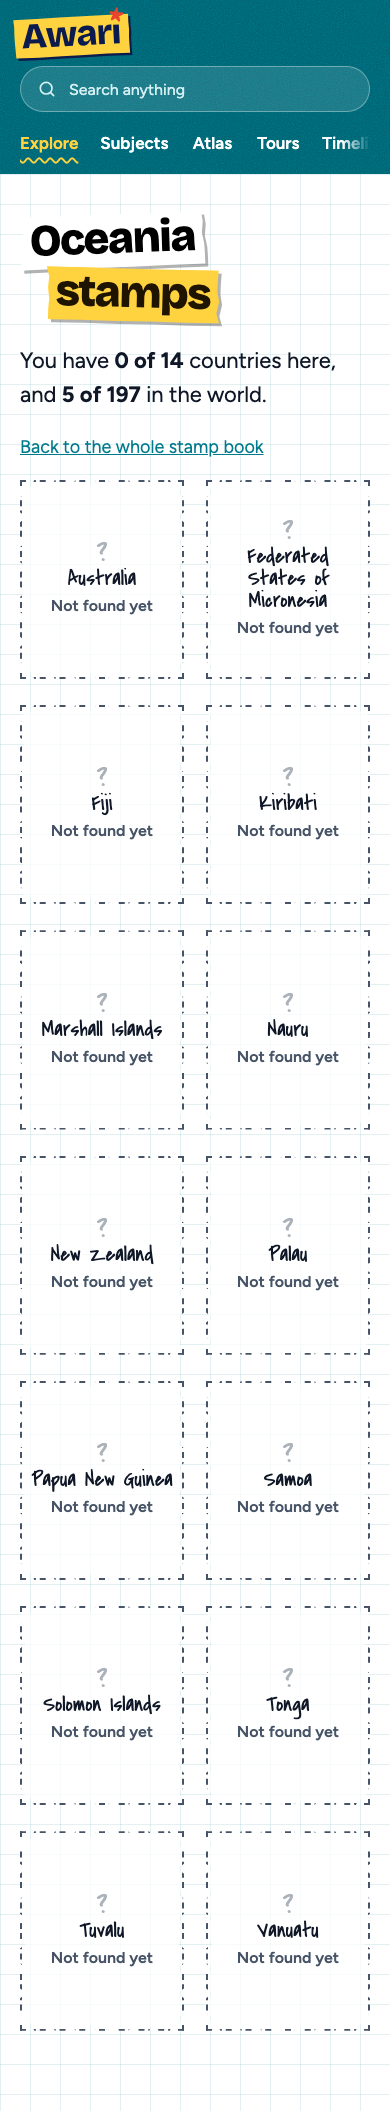 Awari
Search anything
Explore Subjects Atlas Tours Timeli
Oceania
stamps
You have 0 of 14 countries here,
and 5 of 197 in the world.
Back to the whole stamp book
?
Australia
Not found yet
?
Federated
States of
Micronesia
Not found yet
?
Fiji
Not found yet
?
Kiribati
Not found yet
?
Marshall Islands
Not found yet
?
Nauru
Not found yet
?
New Zealand
Not found yet
?
Palau
Not found yet
?
Papua New Guinea
Not found yet
?
Samoa
Not found yet
?
Solomon Islands
Not found yet
?
Tonga
Not found yet
?
Tuvalu
Not found yet
?
Vanuatu
Not found yet